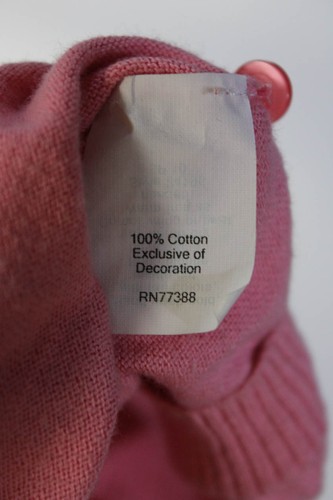 100% Cotton
Exclusive of
Decoration
RN77388